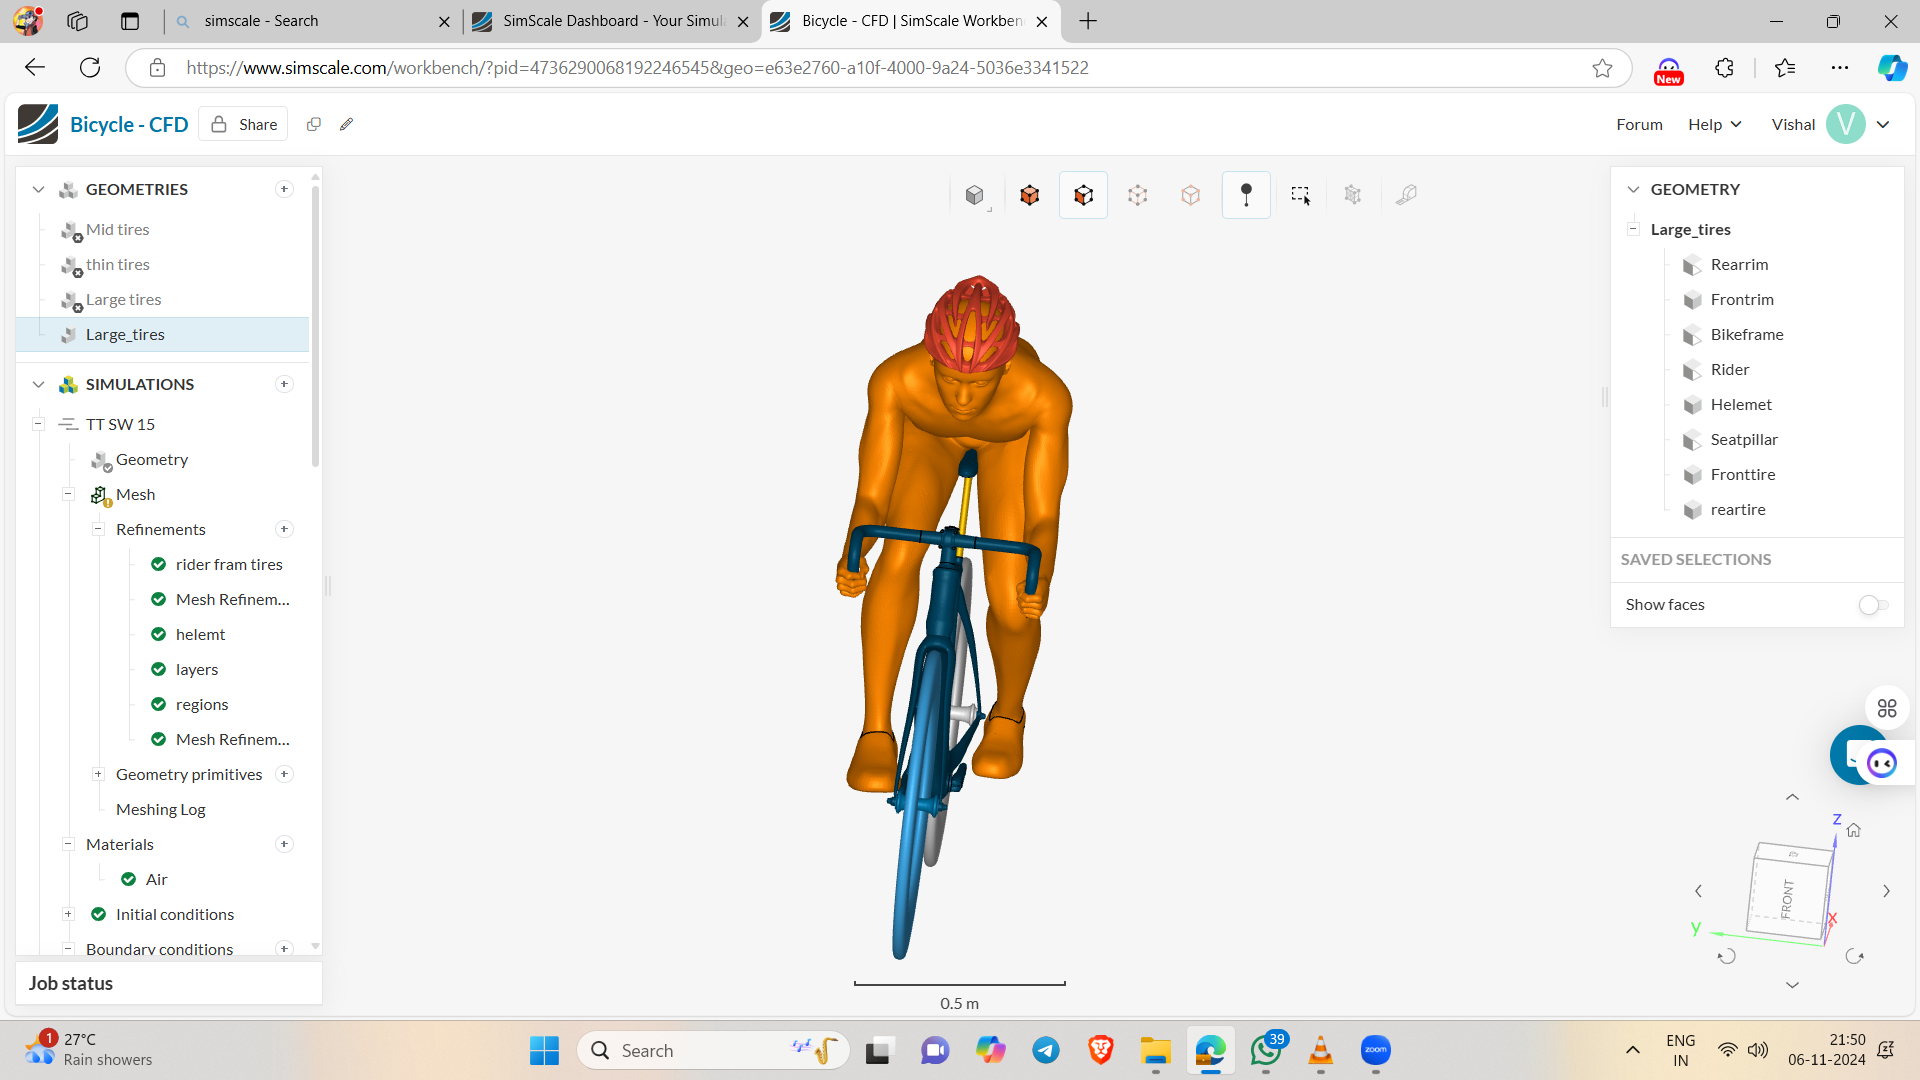 simscale - Search
SimScale Dashboard - Your Simula
Bicycle - CFD | SimScale Workben
https://www.simscale.com/workbench/?pid=4736290068192246545&geo=e63e2760-a10f-4000-9a24-5036e3341522
New
Bicycle - CFD
Share
Forum
Help
Vishal
V
GEOMETRIES
Mid tires
thin tires
Large tires
Large_tires
SIMULATIONS
TT SW 15
Geometry
Mesh
Refinements
rider fram tires
Mesh Refinem...
helemt
layers
regions
Mesh Refinem...
Geometry primitives
Meshing Log
Materials
Air
Initial conditions
Boundary conditions
Job status
0.5 m
GEOMETRY
Large_tires
Rearrim
Frontrim
Bikeframe
Rider
Helemet
Seatpillar
Fronttire
reartire
SAVED SELECTIONS
Show faces
Z
FRONT
X
y
1
27°C
Rain showers
Search
39
zoom
ENG
IN
21:50
06-11-2024